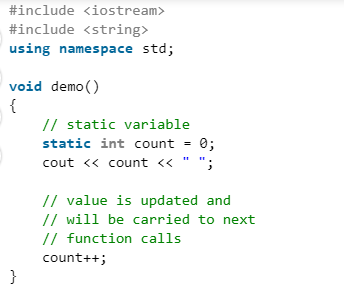 #include <iostream>
#include <string>
using namespace std;
void demo()
{
// static variable
static int count = 0;
cout << count << " ";
// value is updated and
// will be carried to next
// function calls
count++;
}